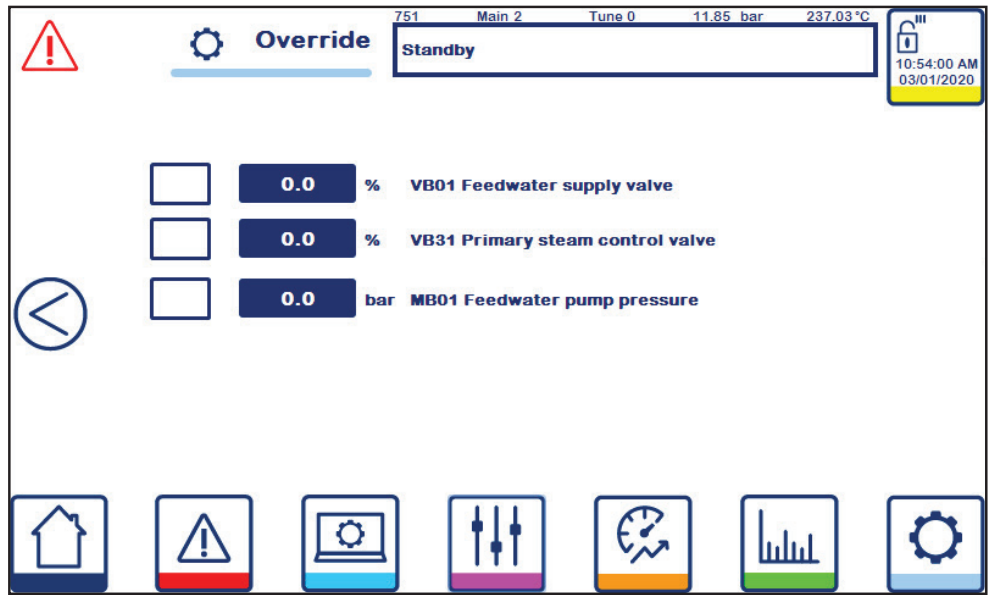 751 Main 2 Tune 0 11.85 bar 237.03 °C
Override
Standby
10:54:00 AM
03/01/2020
0.0 % VB01 Feedwater supply valve
0.0 % VB31 Primary steam control valve
0.0 bar MB01 Feedwater pump pressure